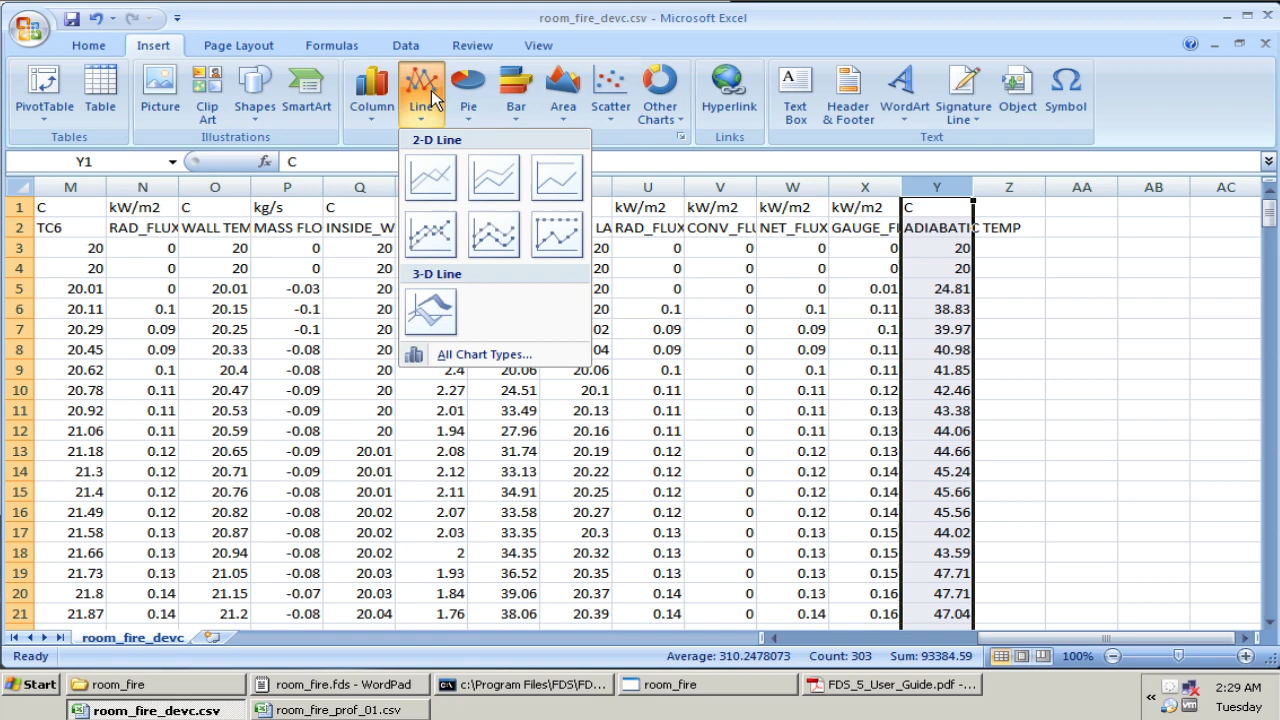 room_fire_devc.csv - Microsoft Excel
Home Insert Page Layout Formulas Data Review View
PivotTable Table Picture Clip Art Shapes SmartArt Column Line Pie Bar Area Scatter Other Charts Hyperlink Text Box Header & Footer WordArt Signature Line Object Symbol
Tables Illustrations Links Text
Y1 fx C
2-D Line
3-D Line
All Chart Types...
M N O P Q U V W X Y Z AA AB AC
1 C kW/m2 C kg/s C kW/m2 kW/m2 kW/m2 kW/m2 C
2 TC6 RAD_FLUX WALL TEM MASS FLO INSIDE_W LA RAD_FLUX CONV_FLU NET_FLUX GAUGE_FL ADIABATIC TEMP
3 20 0 20 0 20 20 0 0 0 0 20
4 20 0 20 0 20 20 0 0 0 0 20
5 20.01 0 20.01 -0.03 20 20 0 0 0 0.01 24.81
6 20.11 0.1 20.15 -0.1 20 20 0.1 0 0.1 0.11 38.83
7 20.29 0.09 20.25 -0.1 20 02 0.09 0 0.09 0.1 39.97
8 20.45 0.09 20.33 -0.08 20 04 0.09 0 0.09 0.11 40.98
9 20.62 0.1 20.4 -0.08 20 2.4 20.06 20.06 0.1 0 0.1 0.11 41.85
10 20.78 0.11 20.47 -0.08 20 2.27 24.51 20.1 0.11 0 0.11 0.12 42.46
11 20.92 0.11 20.53 -0.09 20 2.01 33.49 20.13 0.11 0 0.11 0.13 43.38
12 21.06 0.11 20.59 -0.08 20 1.94 27.96 20.16 0.11 0 0.11 0.13 44.06
13 21.18 0.12 20.65 -0.09 20.01 2.08 31.74 20.19 0.12 0 0.12 0.13 44.66
14 21.3 0.12 20.71 -0.09 20.01 2.12 33.13 20.22 0.12 0 0.12 0.14 45.24
15 21.4 0.12 20.76 -0.08 20.01 2.11 34.91 20.25 0.12 0 0.12 0.14 45.66
16 21.49 0.12 20.82 -0.08 20.01 2.07 33.58 20.27 0.12 0 0.12 0.14 45.56
17 21.58 0.13 20.87 -0.08 20.02 2.03 33.35 20.3 0.13 0 0.13 0.15 44.02
18 21.66 0.13 20.94 -0.08 20.02 2 34.35 20.32 0.13 0 0.13 0.15 43.59
19 21.73 0.13 21.05 -0.08 20.03 1.93 36.52 20.35 0.13 0 0.13 0.15 47.71
20 21.8 0.14 21.15 -0.07 20.03 1.84 39.06 20.37 0.14 0 0.13 0.16 47.71
21 21.87 0.14 21.2 -0.08 20.04 1.76 38.06 20.39 0.14 0 0.14 0.16 47.04
room_fire_devc
Ready Average: 310.2478073 Count: 303 Sum: 93384.59 100%
Start room_fire room_fire.fds - WordPad c:\Program Files\FDS\FD... room_fire FDS_5_User_Guide.pdf -... 2:29 AM
room_fire_devc.csv room_fire_prof_01.csv vm Tuesday